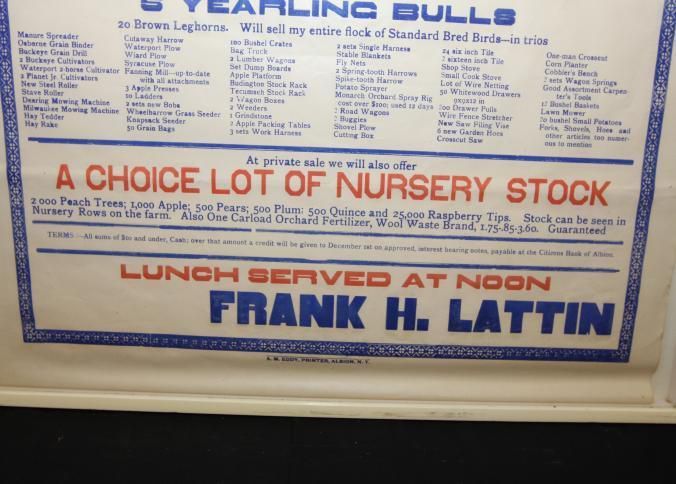 5 YEARLING BULLS
20 Brown Leghorns. Will sell my entire flock of Standard Bred Birds—in trios
Manure Spreader
Osborne Grain Binder
Buckeye Grain Drill
2 Buckeye Cultivators
Waterport 2-horse Cultivator
2 Planet Jr. Cultivators
New Steel Roller
Stave Roller
Deering Mowing Machine
Milwaukee Mowing Machine
Hay Tedder
Hay Rake
Cutaway Harrow
Waterport Plow
Wiard Plow
Syracuse Plow
Fanning Mill—up-to-date
with all attachments
3 Apple Presses
10 Ladders
2 sets new Bobs
Wheelbarrow Grass Seeder
Knapsack Seeder
50 Grain Bags
100 Bushel Crates
Bag Truck
2 Lumber Wagons
Set Dump Boards
Apple Platform
Budington Stock Rack
Tecumseh Stock Rack
2 Wagon Boxes
2 Weeders
1 Grindstone
2 Apple Packing Tables
3 sets Work Harness
2 sets Single Harness
Stable Blankets
Fly Nets
2 Spring-tooth Harrows
Spike-tooth Harrow
Potato Sprayer
Monarch Orchard Spray Rig
cost over $100; used 12 days
2 Road Wagons
2 Buggies
Shovel Plow
Cutting Box
24 six inch Tile
7 sixteen inch Tile
Shop Stove
Small Cook Stove
Lot of Wire Netting
50 Whitewood Drawers
9x9x12 in
200 Drawer Pulls
Wire Fence Stretcher
New Saw Filing Vise
6 new Garden Hoes
Crosscut Saw
One-man Crosscut
Corn Planter
Cobbler's Bench
2 sets Wagon Springs
Good Assortment Carpenter's Tools
Bushel Baskets
Lawn Mower
20 bushel Small Potatoes
Forks, Shovels, Hoes and
other articles too numerous to mention
At private sale we will also offer
A CHOICE LOT OF NURSERY STOCK
2 000 Peach Trees; 1,000 Apple; 500 Pears; 500 Plum; 500 Quince and 25,000 Raspberry Tips. Stock can be seen in
Nursery Rows on the farm. Also One Carload Orchard Fertilizer, Wool Waste Brand, 1.75-.85-3.60. Guaranteed
TERMS:—All sums of $10 and under, Cash; over that amount a credit will be given to December 1st on approved, interest bearing notes, payable at the Citizens Bank of Albion.
LUNCH SERVED AT NOON
FRANK H. LATTIN
A. M. EDDY, PRINTER, ALBION, N. Y.